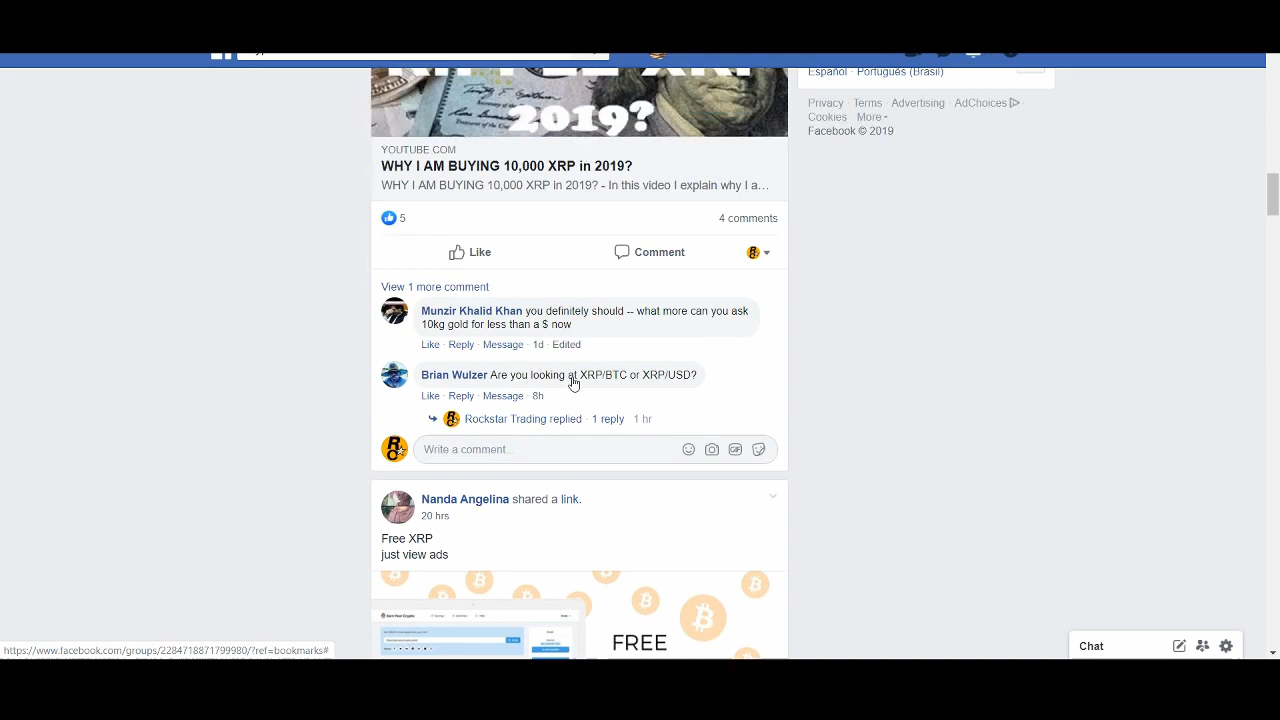 RIPPLE XRP
2019?
YOUTUBE.COM
WHY I AM BUYING 10,000 XRP in 2019?
WHY I AM BUYING 10,000 XRP in 2019? - In this video I explain why I a…
5
4 comments
Like
Comment
View 1 more comment
Munzir Khalid Khan you definitely should -- what more can you ask
10kg gold for less than a $ now
Like · Reply · Message · 1d · Edited
Brian Wulzer Are you looking at XRP/BTC or XRP/USD?
Like · Reply · Message · 8h
Rockstar Trading replied · 1 reply 1 hr
Write a comment...
GIF
Nanda Angelina shared a link.
20 hrs
Free XRP
just view ads
FREE
Español · Português (Brasil)
Privacy · Terms · Advertising · AdChoices
Cookies · More
Facebook © 2019
Chat
https://www.facebook.com/groups/2284718871799980/?ref=bookmarks#